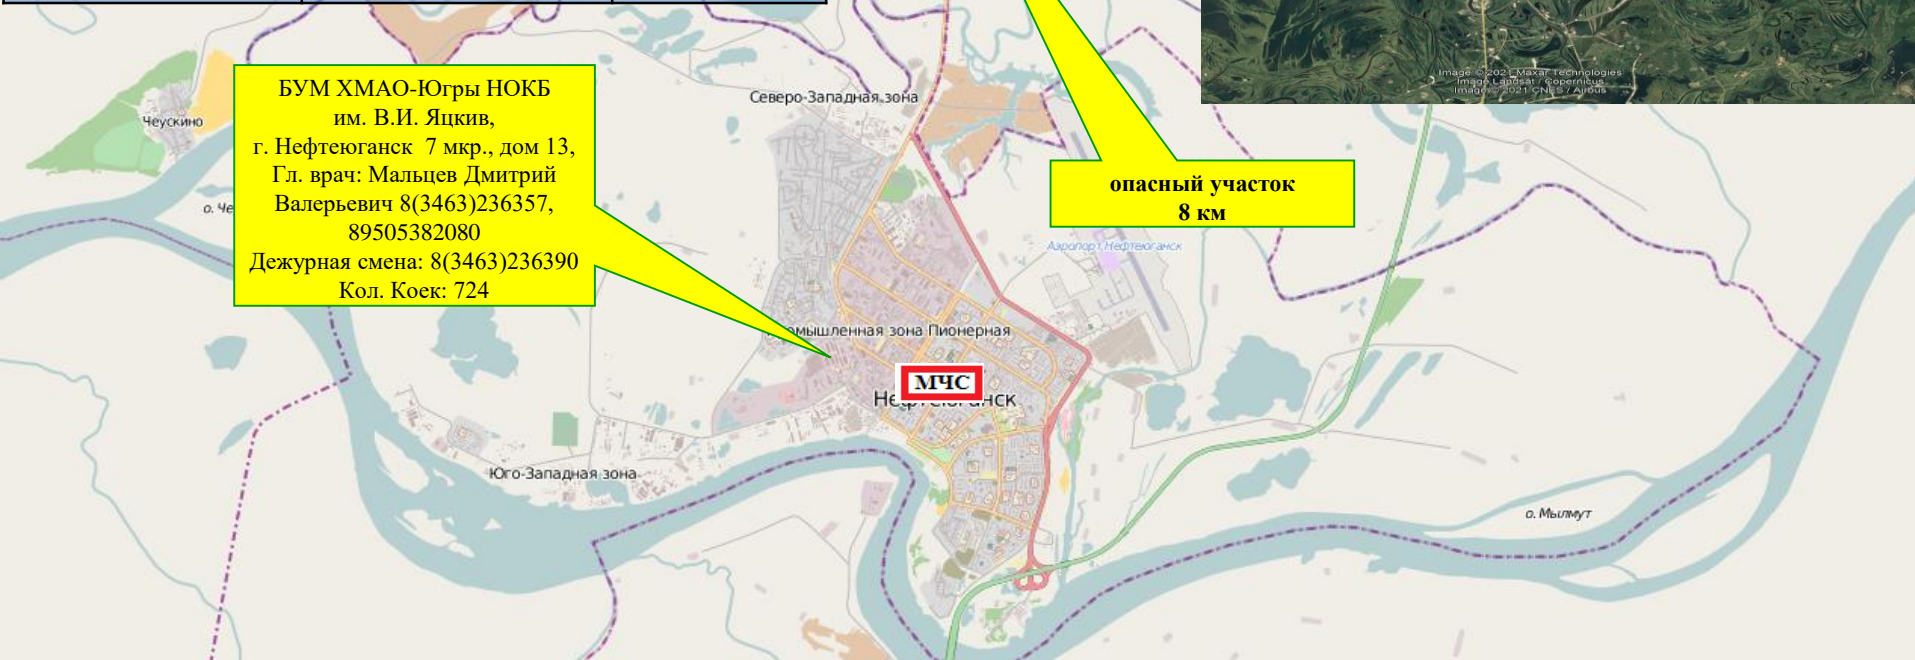 Image © 2021 Maxar Technologies
Image Landsat / Copernicus
Image © 2021 CNES / Airbus
БУМ ХМАО-Югры НОКБ
им. В.И. Яцкив,
г. Нефтеюганск 7 мкр., дом 13,
Гл. врач: Мальцев Дмитрий
Валерьевич 8(3463)236357,
89505382080
Дежурная смена: 8(3463)236390
Кол. Коек: 724
Северо-Западная зона
Чеускино
опасный участок
8 км
о. Че
Аэропорт Нефтеюганск
омышленная зона Пионерная
МЧС
Нефтеюганск
Юго-Западная зона
о. Мылмут